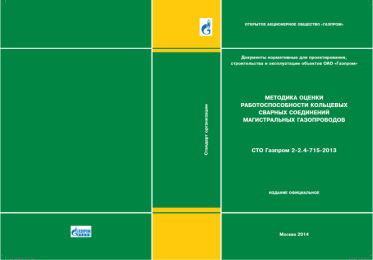 ОТКРЫТОЕ АКЦИОНЕРНОЕ ОБЩЕСТВО «ГАЗПРОМ»
Документы нормативные для проектирования,
строительства и эксплуатации объектов ОАО «Газпром»
МЕТОДИКА ОЦЕНКИ
РАБОТОСПОСОБНОСТИ КОЛЬЦЕВЫХ
СВАРНЫХ СОЕДИНЕНИЙ
МАГИСТРАЛЬНЫХ ГАЗОПРОВОДОВ
СТО Газпром 2-2.4-715-2013
ИЗДАНИЕ ОФИЦИАЛЬНОЕ
Москва 2014
Стандарт организации
ГАЗПРОМ